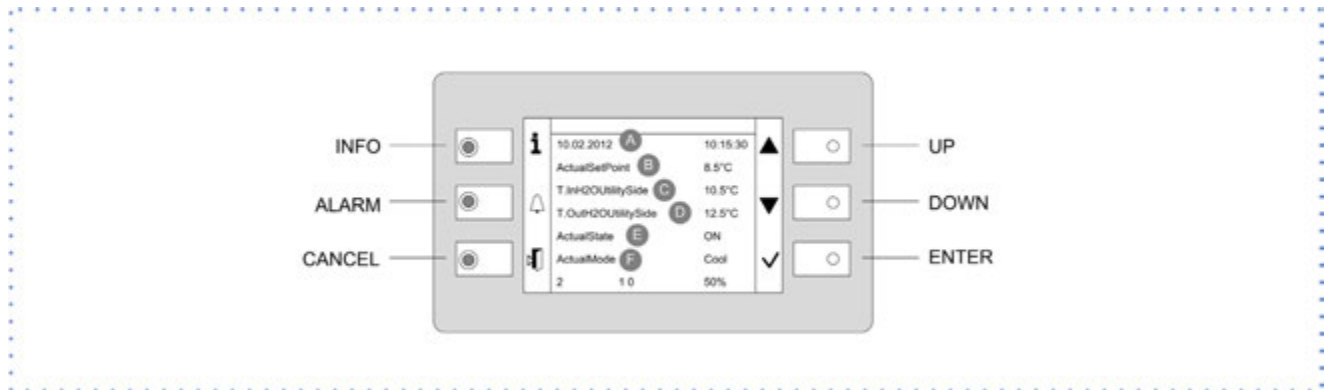 INFO
ALARM
CANCEL
i
10.02.2012 A 10:15:30
ActualSetPoint B 8.5°C
T.InH2OUtilitySide C 10.5°C
T.OutH2OUtilitySide D 12.5°C
ActualState E ON
ActualMode F Cool
2 1 0 50%
UP
DOWN
ENTER